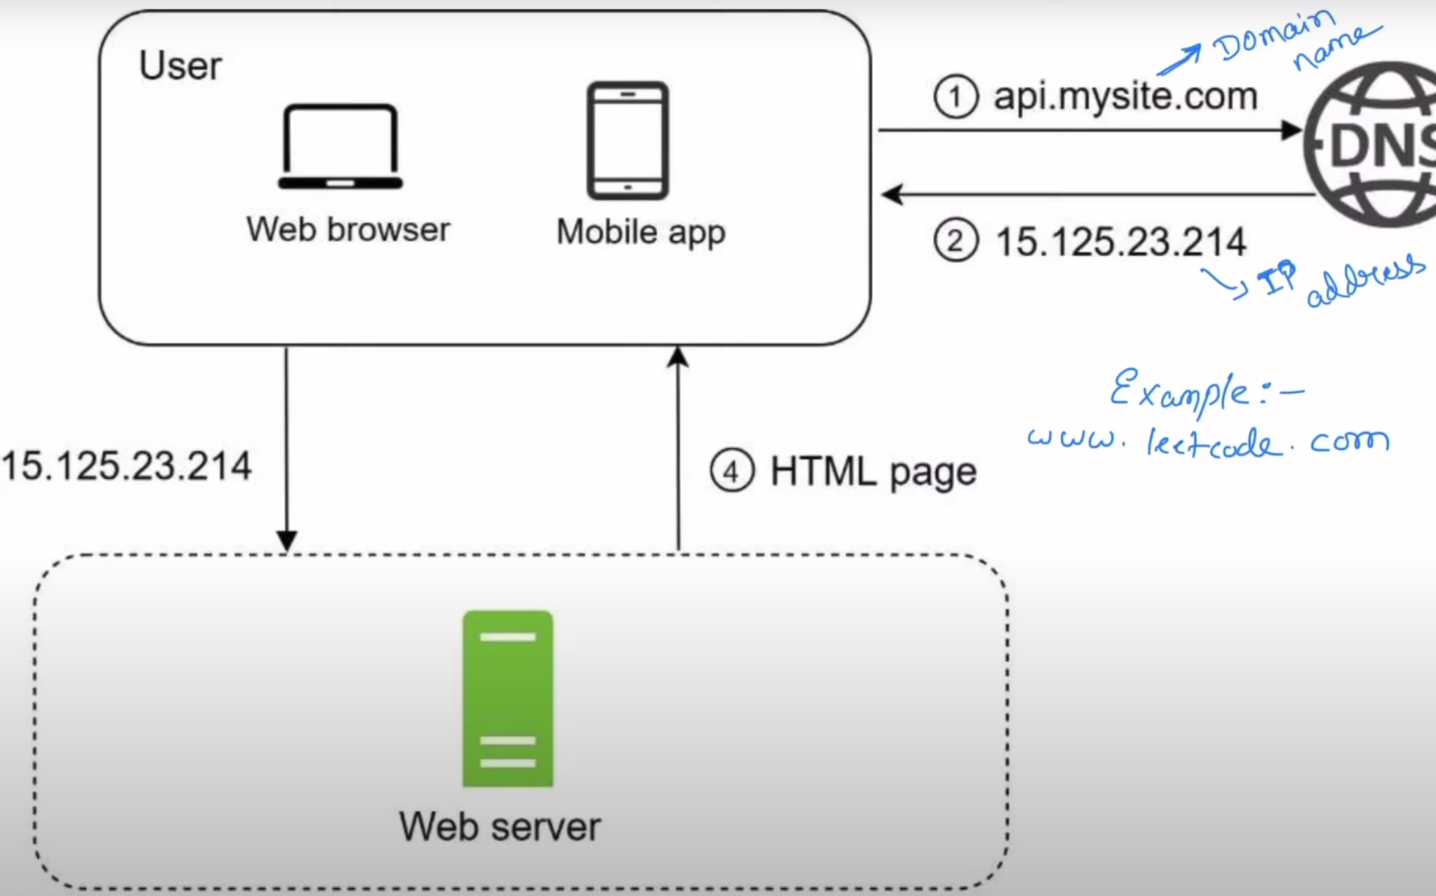 User
Web browser
Mobile app
① api.mysite.com
Domain
name
DNS
② 15.125.23.214
IP address
Example:-
www.leetcode.com
15.125.23.214
④ HTML page
Web server